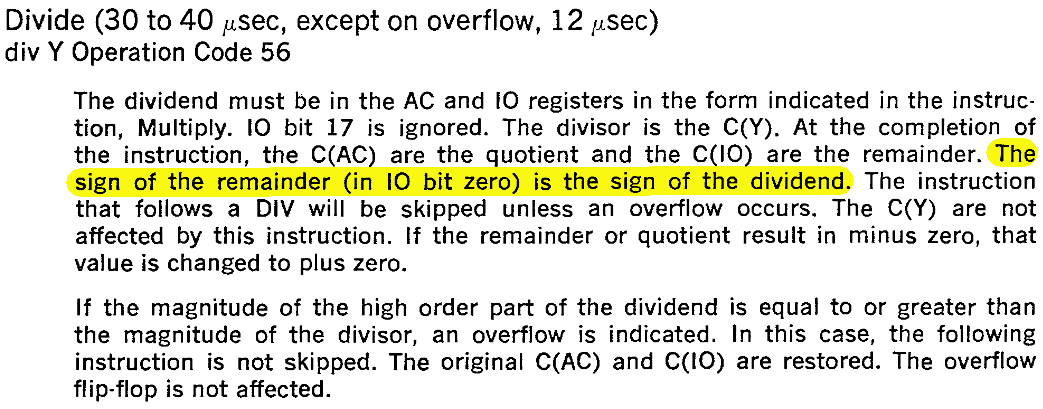 Divide (30 to 40 μsec, except on overflow, 12 μsec)
div Y Operation Code 56
The dividend must be in the AC and IO registers in the form indicated in the instruc-
tion, Multiply. IO bit 17 is ignored. The divisor is the C(Y). At the completion of
the instruction, the C(AC) are the quotient and the C(IO) are the remainder. The
sign of the remainder (in IO bit zero) is the sign of the dividend. The instruction
that follows a DIV will be skipped unless an overflow occurs. The C(Y) are not
affected by this instruction. If the remainder or quotient result in minus zero, that
value is changed to plus zero.
If the magnitude of the high order part of the dividend is equal to or greater than
the magnitude of the divisor, an overflow is indicated. In this case, the following
instruction is not skipped. The original C(AC) and C(IO) are restored. The overflow
flip-flop is not affected.